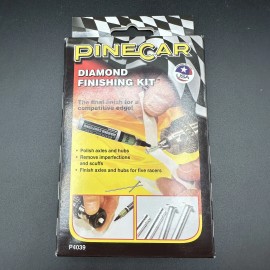 PINECAR
DIAMOND
FINISHING KIT
USA
The final finish for a
competitive edge!
• Polish axles and hubs
• Remove imperfections
and scuffs
• Finish axles and hubs for five racers
P4039